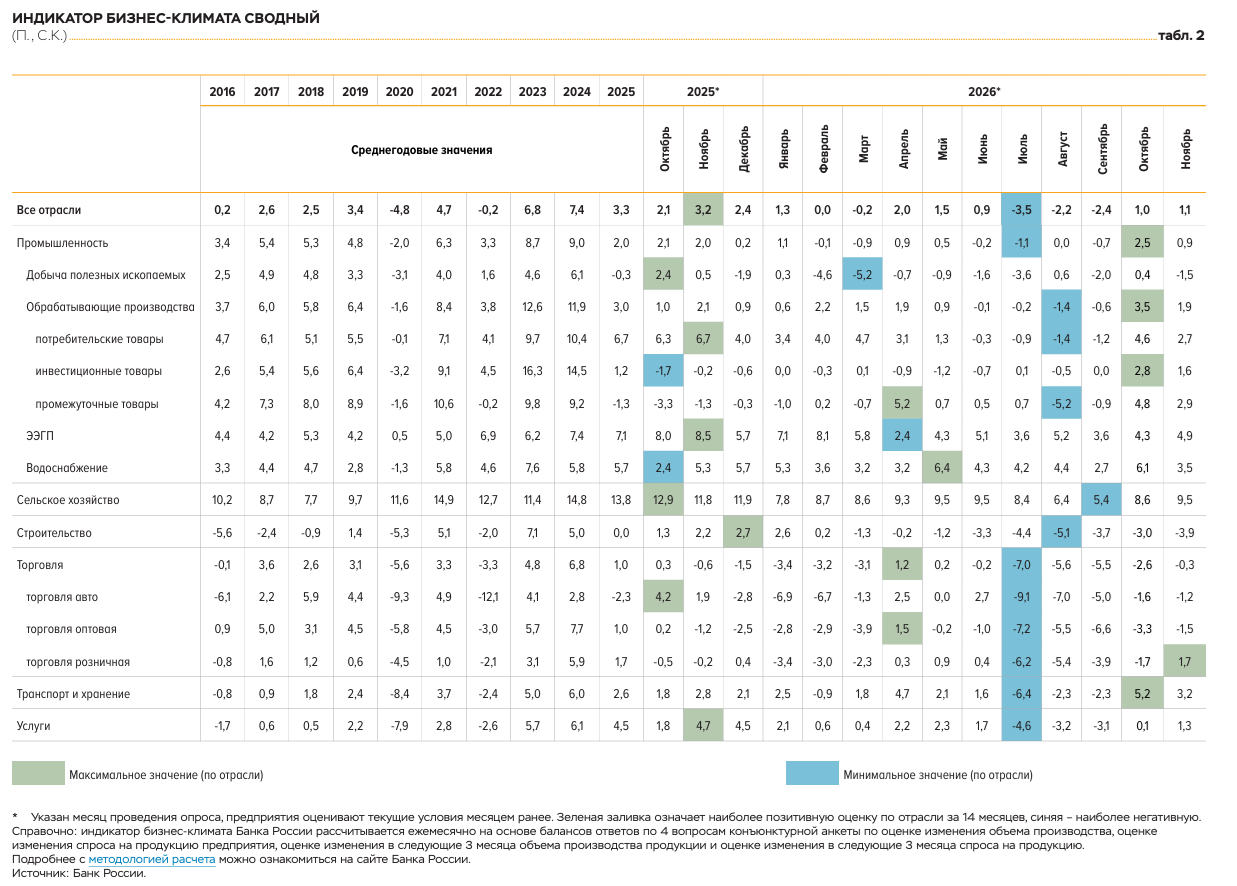 ИНДИКАТОР БИЗНЕС-КЛИМАТА СВОДНЫЙ
(П., С.К.) табл. 2
2016 2017 2018 2019 2020 2021 2022 2023 2024 2025 2025* 2026*
Среднегодовые значения Октябрь Ноябрь Декабрь Январь Февраль Март Апрель Май Июнь Июль Август Сентябрь Октябрь Ноябрь
Все отрасли 0,2 2,6 2,5 3,4 -4,8 4,7 -0,2 6,8 7,4 3,3 2,1 3,2 2,4 1,3 0,0 -0,2 2,0 1,5 0,9 -3,5 -2,2 -2,4 1,0 1,1
Промышленность 3,4 5,4 5,3 4,8 -2,0 6,3 3,3 8,7 9,0 2,0 2,1 2,0 0,2 1,1 -0,1 -0,9 0,9 0,5 -0,2 -1,1 0,0 -0,7 2,5 0,9
Добыча полезных ископаемых 2,5 4,9 4,8 3,3 -3,1 4,0 1,6 4,6 6,1 -0,3 2,4 0,5 -1,9 0,3 -4,6 -5,2 -0,7 -0,9 -1,6 -3,6 0,6 -2,0 0,4 -1,5
Обрабатывающие производства 3,7 6,0 5,8 6,4 -1,6 8,4 3,8 12,6 11,9 3,0 1,0 2,1 0,9 0,6 2,2 1,5 1,9 0,9 -0,1 -0,2 -1,4 -0,6 3,5 1,9
потребительские товары 4,7 6,1 5,1 5,5 -0,1 7,1 4,1 9,7 10,4 6,7 6,3 6,7 4,0 3,4 4,0 4,7 3,1 1,3 -0,3 -0,9 -1,4 -1,2 4,6 2,7
инвестиционные товары 2,6 5,4 5,6 6,4 -3,2 9,1 4,5 16,3 14,5 1,2 -1,7 -0,2 -0,6 0,0 -0,3 0,1 -0,9 -1,2 -0,7 0,1 -0,5 0,0 2,8 1,6
промежуточные товары 4,2 7,3 8,0 8,9 -1,6 10,6 -0,2 9,8 9,2 -1,3 -3,3 -1,3 -0,3 -1,0 0,2 -0,7 5,2 0,7 0,5 0,7 -5,2 -0,9 4,8 2,9
ЭЭГП 4,4 4,2 5,3 4,2 0,5 5,0 6,9 6,2 7,4 7,1 8,0 8,5 5,7 7,1 8,1 5,8 2,4 4,3 5,1 3,6 5,2 3,6 4,3 4,9
Водоснабжение 3,3 4,4 4,7 2,8 -1,3 5,8 4,6 7,6 5,8 5,7 2,4 5,3 5,7 5,3 3,6 3,2 3,2 6,4 4,3 4,2 4,4 2,7 6,1 3,5
Сельское хозяйство 10,2 8,7 7,7 9,7 11,6 14,9 12,7 11,4 14,8 13,8 12,9 11,8 11,9 7,8 8,7 8,6 9,3 9,5 9,5 8,4 6,4 5,4 8,6 9,5
Строительство -5,6 -2,4 -0,9 1,4 -5,3 5,1 -2,0 7,1 5,0 0,0 1,3 2,2 2,7 2,6 0,2 -1,3 -0,2 -1,2 -3,3 -4,4 -5,1 -3,7 -3,0 -3,9
Торговля -0,1 3,6 2,6 3,1 -5,6 3,3 -3,3 4,8 6,8 1,0 0,3 -0,6 -1,5 -3,4 -3,2 -3,1 1,2 0,2 -0,2 -7,0 -5,6 -5,5 -2,6 -0,3
торговля авто -6,1 2,2 5,9 4,4 -9,3 4,9 -12,1 4,1 2,8 -2,3 4,2 1,9 -2,8 -6,9 -6,7 -1,3 2,5 0,0 2,7 -9,1 -7,0 -5,0 -1,6 -1,2
торговля оптовая 0,9 5,0 3,1 4,5 -5,8 4,5 -3,0 5,7 7,7 1,0 0,2 -1,2 -2,5 -2,8 -2,9 -3,9 1,5 -0,2 -1,0 -7,2 -5,5 -6,6 -3,3 -1,5
торговля розничная -0,8 1,6 1,2 0,6 -4,5 1,0 -2,1 3,1 5,9 1,7 -0,5 -0,2 0,4 -3,4 -3,0 -2,3 0,3 0,9 0,4 -6,2 -5,4 -3,9 -1,7 1,7
Транспорт и хранение -0,8 0,9 1,8 2,4 -8,4 3,7 -2,4 5,0 6,0 2,6 1,8 2,8 2,1 2,5 -0,9 1,8 4,7 2,1 1,6 -6,4 -2,3 -2,3 5,2 3,2
Услуги -1,7 0,6 0,5 2,2 -7,9 2,8 -2,6 5,7 6,1 4,5 1,8 4,7 4,5 2,1 0,6 0,4 2,2 2,3 1,7 -4,6 -3,2 -3,1 0,1 1,3
Максимальное значение (по отрасли) Минимальное значение (по отрасли)
* Указан месяц проведения опроса, предприятия оценивают текущие условия месяцем ранее. Зеленая заливка означает наиболее позитивную оценку по отрасли за 14 месяцев, синяя – наиболее негативную.
Справочно: индикатор бизнес-климата Банка России рассчитывается ежемесячно на основе балансов ответов по 4 вопросам конъюнктурной анкеты по оценке изменения объема производства, оценке
изменения спроса на продукцию предприятия, оценке изменения в следующие 3 месяца объема производства продукции и оценке изменения в следующие 3 месяца спроса на продукцию.
Подробнее с методологией расчета можно ознакомиться на сайте Банка России.
Источник: Банк России.